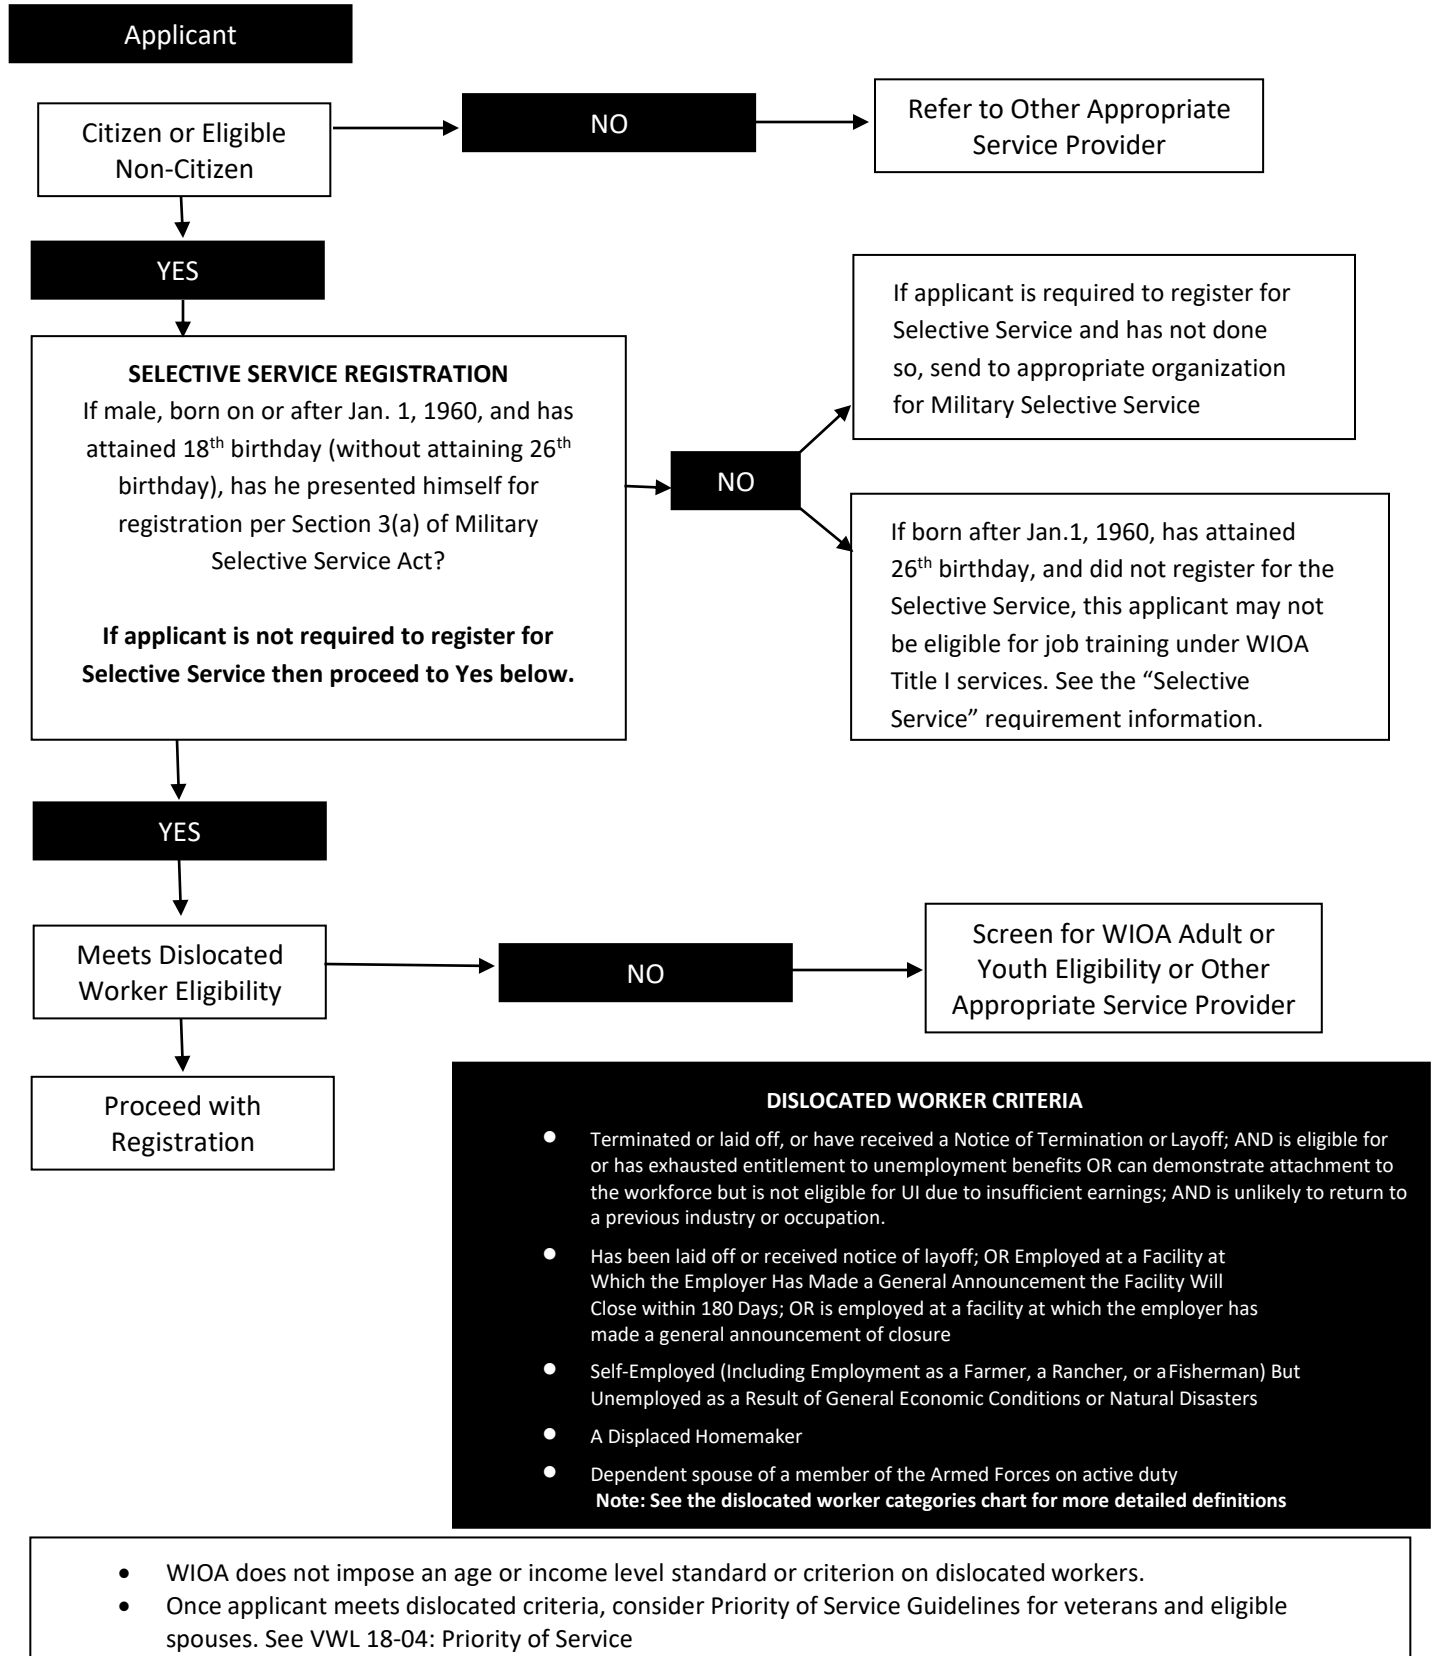 Applicant
Citizen or Eligible
Non-Citizen
NO
Refer to Other Appropriate
Service Provider
YES
SELECTIVE SERVICE REGISTRATION
If male, born on or after Jan. 1, 1960, and has
attained 18th birthday (without attaining 26th
birthday), has he presented himself for
registration per Section 3(a) of Military
Selective Service Act?
If applicant is not required to register for
Selective Service then proceed to Yes below.
NO
If applicant is required to register for
Selective Service and has not done
so, send to appropriate organization
for Military Selective Service
If born after Jan.1, 1960, has attained
26th birthday, and did not register for the
Selective Service, this applicant may not
be eligible for job training under WIOA
Title I services. See the “Selective
Service” requirement information.
YES
Meets Dislocated
Worker Eligibility
NO
Screen for WIOA Adult or
Youth Eligibility or Other
Appropriate Service Provider
Proceed with
Registration
DISLOCATED WORKER CRITERIA
● Terminated or laid off, or have received a Notice of Termination or Layoff; AND is eligible for
or has exhausted entitlement to unemployment benefits OR can demonstrate attachment to
the workforce but is not eligible for UI due to insufficient earnings; AND is unlikely to return to
a previous industry or occupation.
● Has been laid off or received notice of layoff; OR Employed at a Facility at
Which the Employer Has Made a General Announcement the Facility Will
Close within 180 Days; OR is employed at a facility at which the employer has
made a general announcement of closure
● Self-Employed (Including Employment as a Farmer, a Rancher, or a Fisherman) But
Unemployed as a Result of General Economic Conditions or Natural Disasters
● A Displaced Homemaker
● Dependent spouse of a member of the Armed Forces on active duty
Note: See the dislocated worker categories chart for more detailed definitions
• WIOA does not impose an age or income level standard or criterion on dislocated workers.
• Once applicant meets dislocated criteria, consider Priority of Service Guidelines for veterans and eligible
spouses. See VWL 18-04: Priority of Service